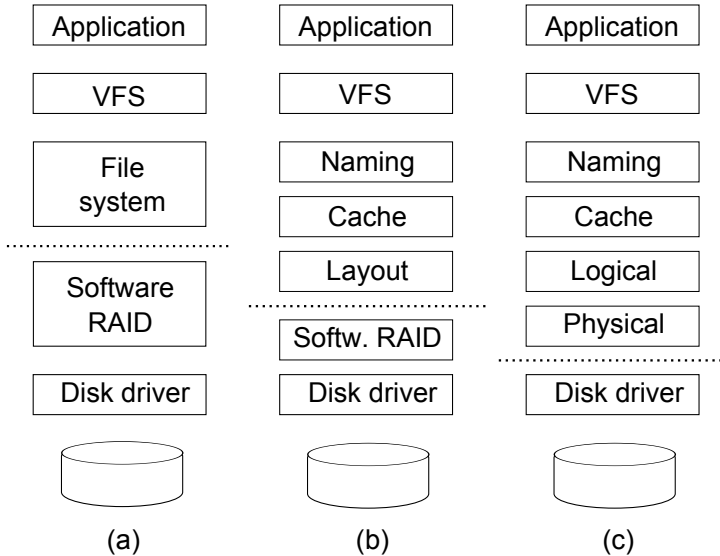 Application
VFS
File
system
Software
RAID
Disk driver
(a)
Application
VFS
Naming
Cache
Layout
Softw. RAID
Disk driver
(b)
Application
VFS
Naming
Cache
Logical
Physical
Disk driver
(c)